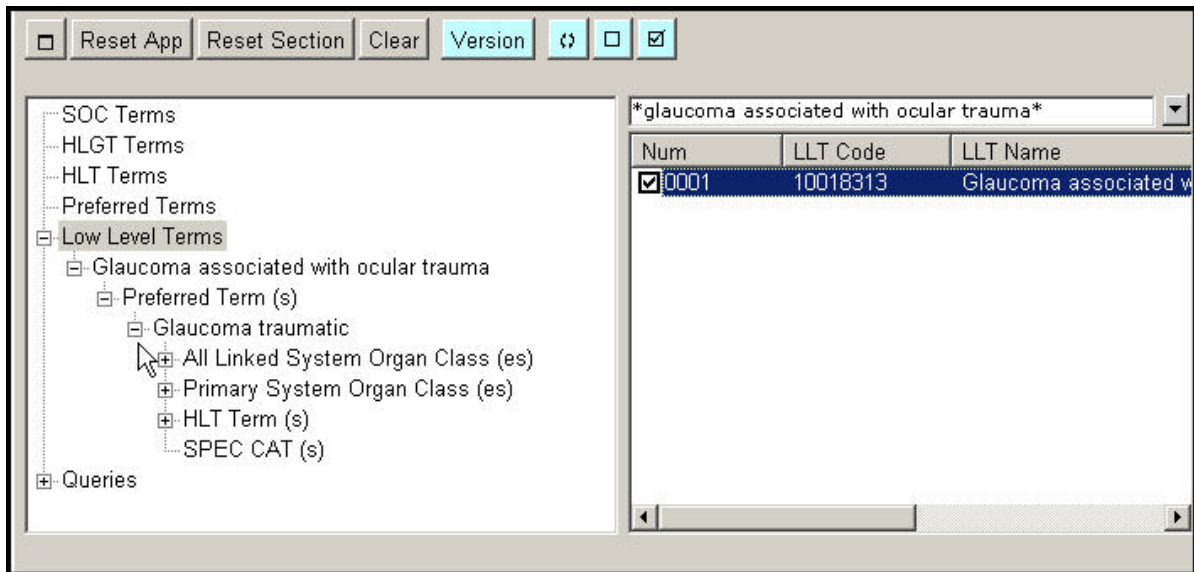 Reset App Reset Section Clear Version
SOC Terms
HLGT Terms
HLT Terms
Preferred Terms
Low Level Terms
Glaucoma associated with ocular trauma
Preferred Term (s)
Glaucoma traumatic
All Linked System Organ Class (es)
Primary System Organ Class (es)
HLT Term (s)
SPEC CAT (s)
Queries
*glaucoma associated with ocular trauma*
Num LLT Code LLT Name
0001 10018313 Glaucoma associated w